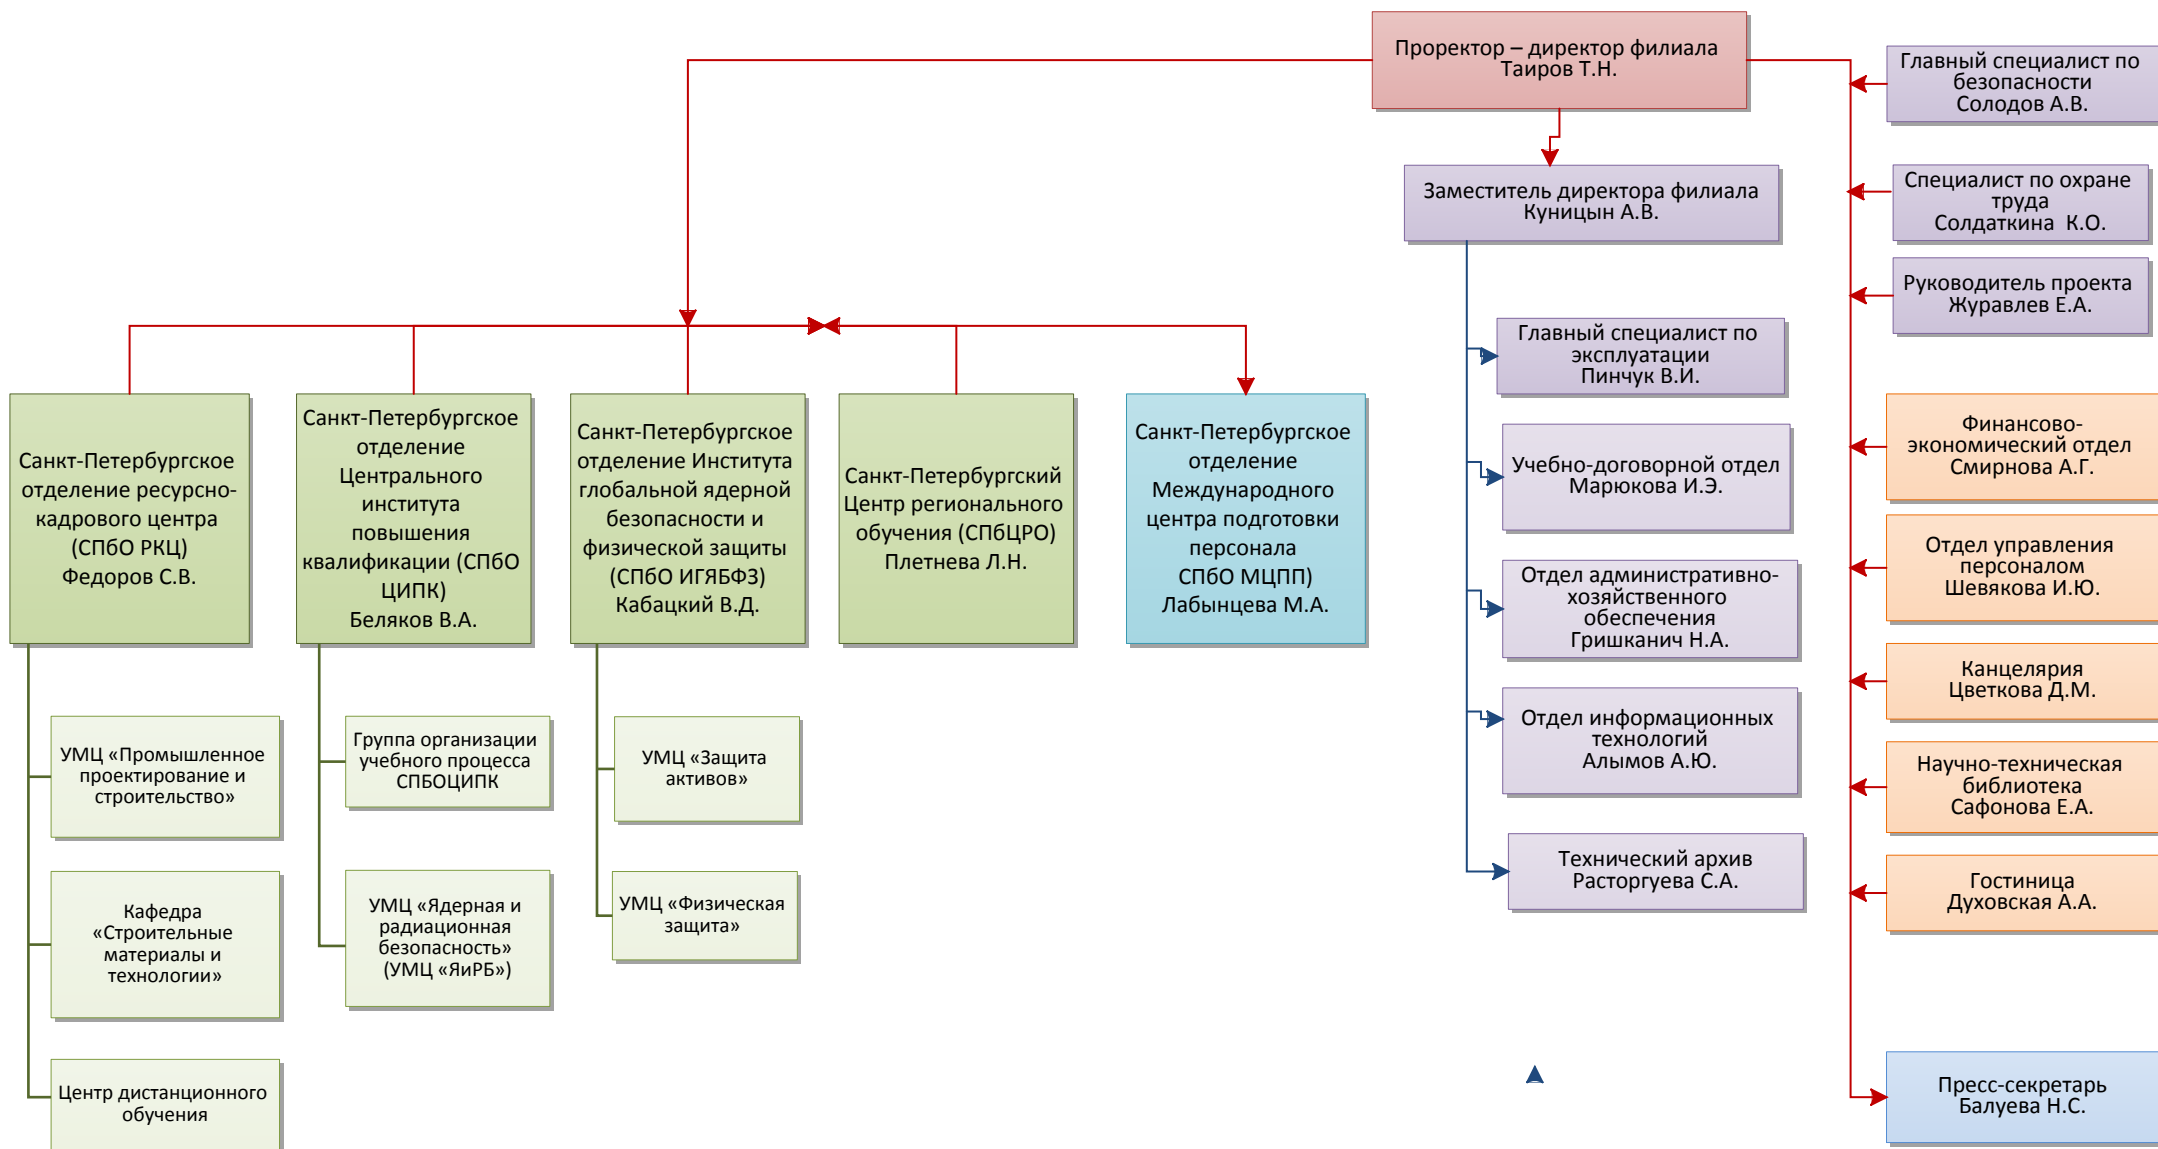 Проректор – директор филиала
Таиров Т.Н.
Главный специалист по
безопасности
Солодов А.В.
Заместитель директора филиала
Куницын А.В.
Специалист по охране
труда
Солдаткина  К.О.
Руководитель проекта
Журавлев Е.А.
Главный специалист по
эксплуатации
Пинчук В.И.
Санкт-Петербургское
отделение ресурсно-
кадрового центра
(СПбО РКЦ)
Федоров С.В.
Санкт-Петербургское
отделение
Центрального
института
повышения
квалификации (СПбО
ЦИПК)
Беляков В.А.
Санкт-Петербургское
отделение Института
глобальной ядерной
безопасности и
физической защиты
(СПбО ИГЯБФЗ)
Кабацкий В.Д.
Санкт-Петербургский
Центр регионального
обучения (СПбЦРО)
Плетнева Л.Н.
Санкт-Петербургское
отделение
Международного
центра подготовки
персонала
СПбО МЦПП)
Лабынцева М.А.
Учебно-договорной отдел
Марюкова И.Э.
Отдел административно-
хозяйственного
обеспечения
Гришканич Н.А.
Отдел информационных
технологий
Алымов А.Ю.
Технический архив
Расторгуева С.А.
Финансово-
экономический отдел
Смирнова А.Г.
Отдел управления
персоналом
Шевякова И.Ю.
Канцелярия
Цветкова Д.М.
Научно-техническая
библиотека
Сафонова Е.А.
Гостиница
Духовская А.А.
Пресс-секретарь
Балуева Н.С.
УМЦ «Промышленное
проектирование и
строительство»
Кафедра
«Строительные
материалы и
технологии»
Центр дистанционного
обучения
Группа организации
учебного процесса
СПБОЦИПК
УМЦ «Ядерная и
радиационная
безопасность»
(УМЦ «ЯиРБ»)
УМЦ «Защита
активов»
УМЦ «Физическая
защита»